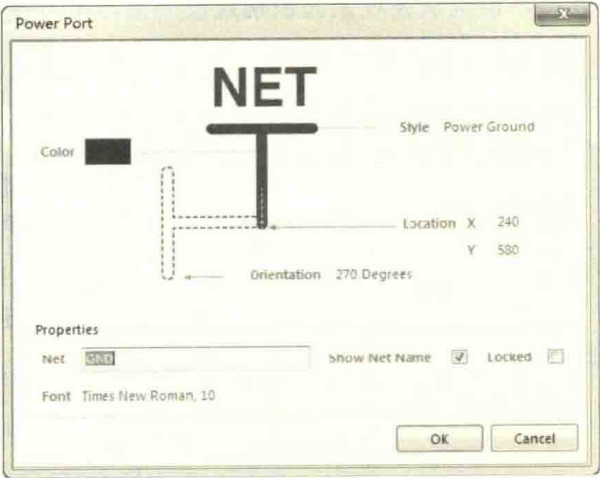 Power Port
NET
Style Power Ground
Color
Location X 240
Y 580
Orientation 270 Degrees
Properties
Net GND
Show Net Name Locked
Font Times New Roman, 10
OK Cancel